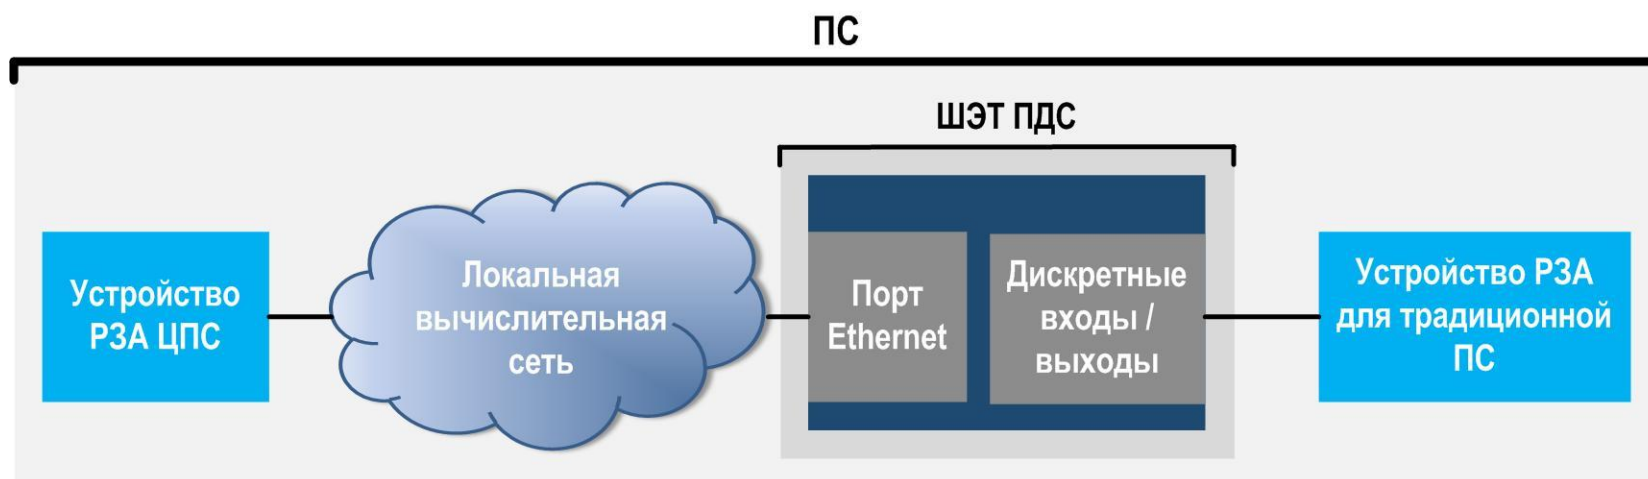 ПС
ШЭТ ПДС
Устройство
РЗА ЦПС
Локальная
вычислительная
сеть
Порт
Ethernet
Дискретные
входы /
выходы
Устройство РЗА
для традиционной
ПС